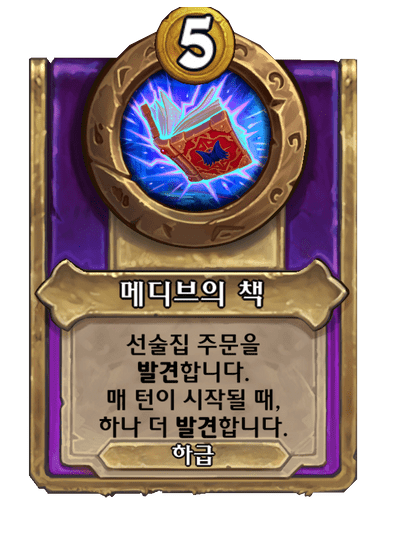 5
메디브의 책
선술집 주문을
발견합니다.
매 턴이 시작될 때,
하나 더 발견합니다.
하급